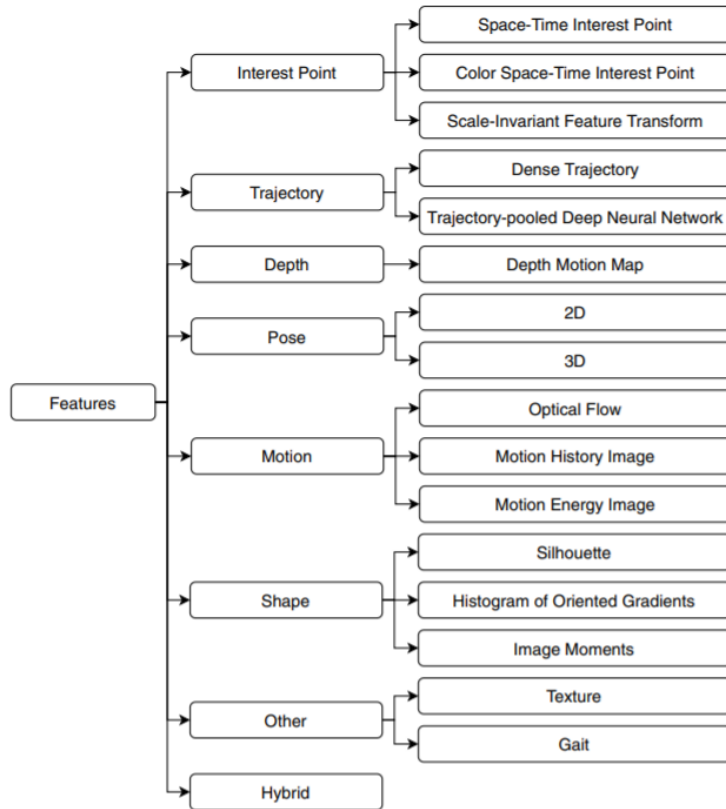 Space-Time Interest Point
Interest Point
Color Space-Time Interest Point
Scale-Invariant Feature Transform
Dense Trajectory
Trajectory
Trajectory-pooled Deep Neural Network
Depth
Depth Motion Map
2D
Pose
3D
Features
Optical Flow
Motion
Motion History Image
Motion Energy Image
Silhouette
Shape
Histogram of Oriented Gradients
Image Moments
Texture
Other
Gait
Hybrid